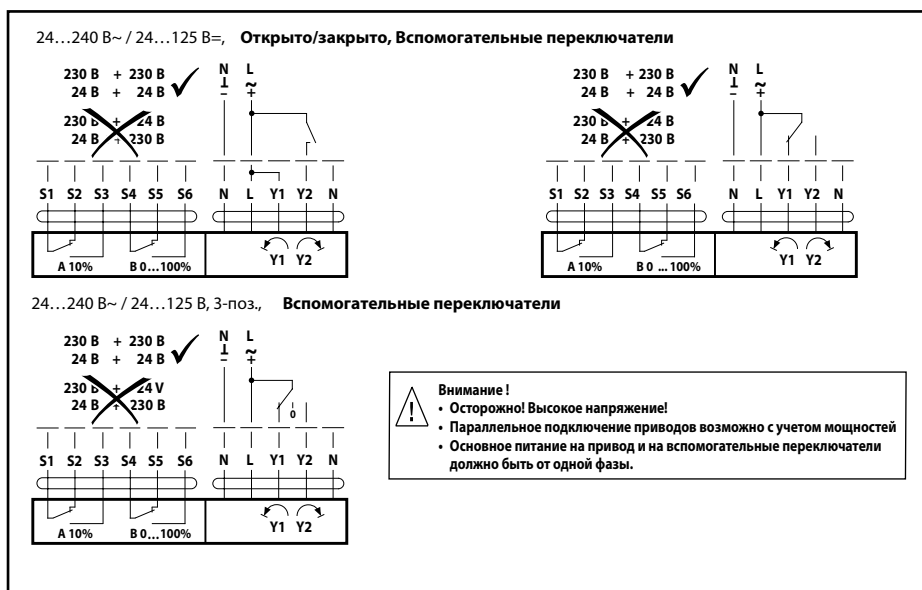 24...240 В~ / 24...125 В=, Открыто/закрыто, Вспомогательные переключатели
230 В + 230 В
24 В + 24 В
230 В + 24 В
24 В + 230 В
N L
⊥ ~
– +
S1 S2 S3 S4 S5 S6 N L Y1 Y2 N
A 10% B 0...100% Y1 Y2
230 В + 230 В
24 В + 24 В
230 В + 24 В
24 В + 230 В
N L
⊥ ~
– +
S1 S2 S3 S4 S5 S6 N L Y1 Y2 N
A 10% B 0 ... 100% Y1 Y2
24...240 В~ / 24...125 В, 3-поз., Вспомогательные переключатели
230 В + 230 В
24 В + 24 В
230 В + 24 V
24 В + 230 В
N L
⊥ ~
– +
0
S1 S2 S3 S4 S5 S6 N L Y1 Y2 N
A 10% B 0...100% Y1 Y2
Внимание !
• Осторожно! Высокое напряжение!
• Параллельное подключение приводов возможно с учетом мощностей
• Основное питание на привод и на вспомогательные переключатели
должно быть от одной фазы.